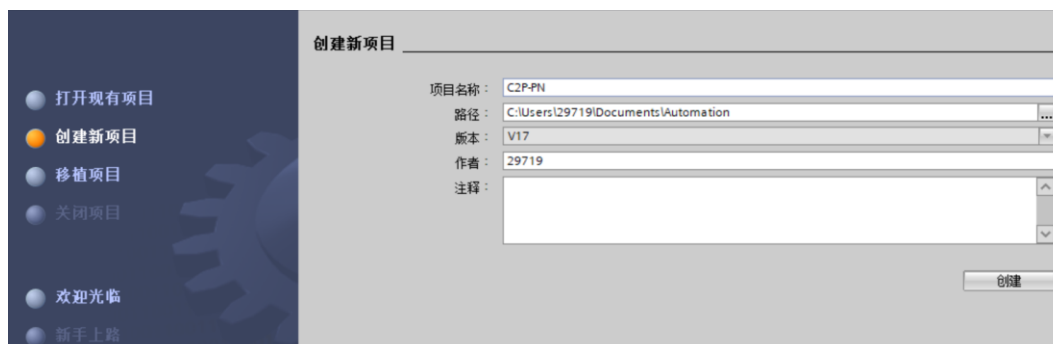 打开现有项目
创建新项目
移植项目
关闭项目
欢迎光临
新手上路
创建新项目
项目名称：
C2P-PN
路径：
C:\Users\29719\Documents\Automation
...
版本：
V17
作者：
29719
注释：
创建